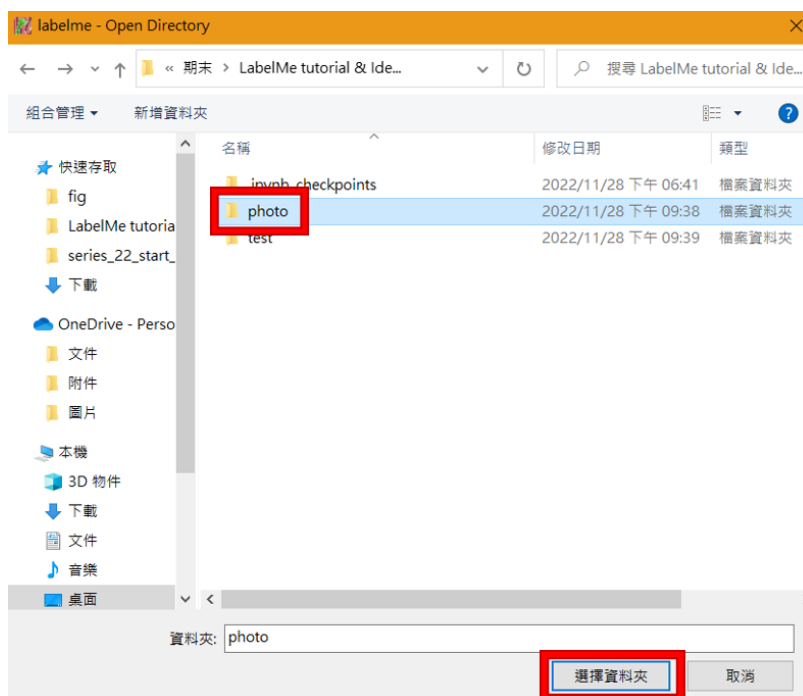 labelme - Open Directory
« 期末 > LabelMe tutorial & Ide...
搜尋 LabelMe tutorial & Ide...
組合管理
新增資料夾
名稱
修改日期
類型
快速存取
fig
LabelMe tutoria
series_22_start_
下載
OneDrive - Perso
文件
附件
圖片
本機
3D 物件
下載
文件
音樂
桌面
.ipynb_checkpoints 2022/11/28 下午 06:41 檔案資料夾
photo 2022/11/28 下午 09:38 檔案資料夾
test 2022/11/28 下午 09:39 檔案資料夾
資料夾: photo
選擇資料夾
取消